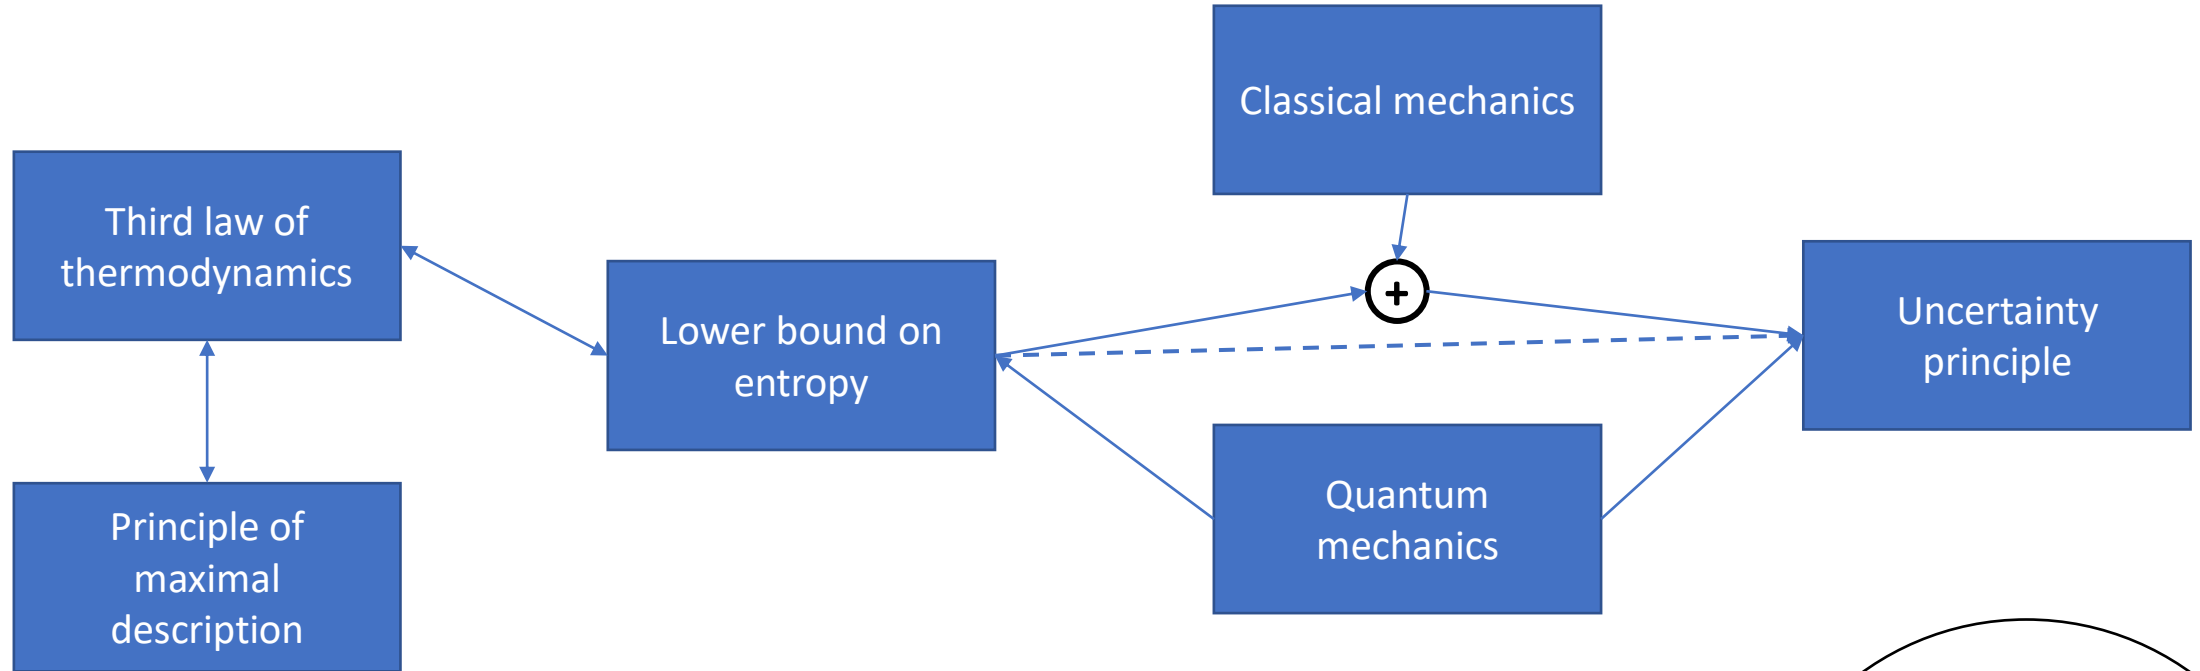 Classical mechanics
Third law of
thermodynamics
Lower bound on
entropy
+
Uncertainty
principle
Quantum
mechanics
Principle of
maximal
description